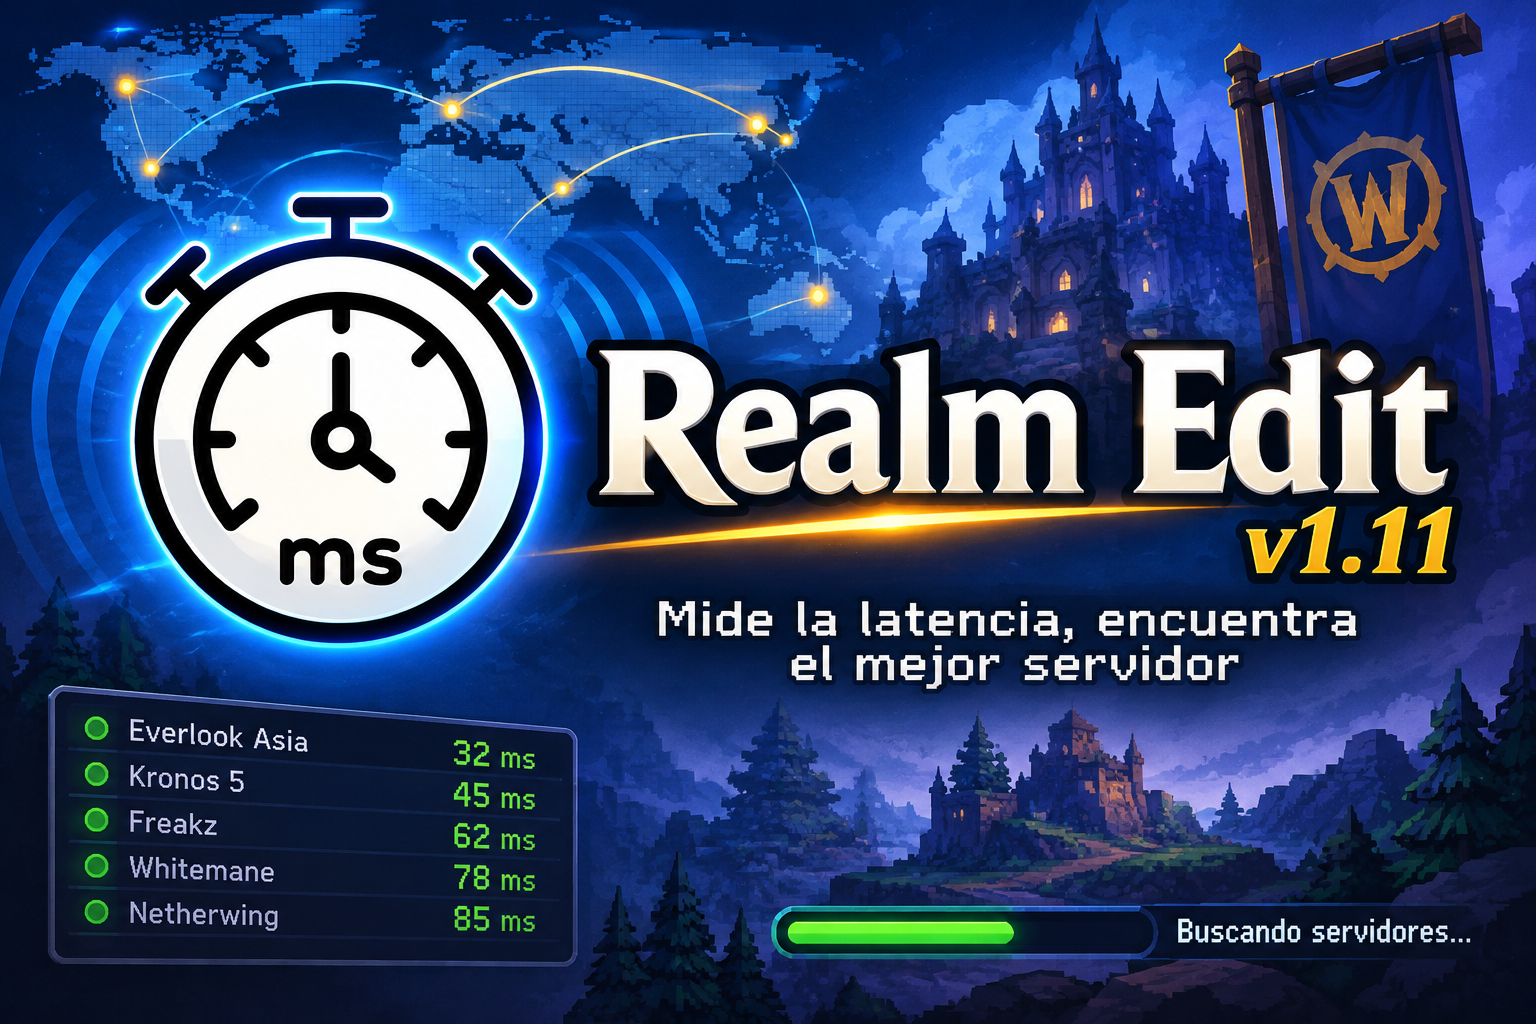 W
ms
Realm Edit
v1.11
Mide la latencia, encuentra
el mejor servidor
Everlook Asia 32 ms
Kronos 5 45 ms
Freakz 62 ms
Whitemane 78 ms
Netherwing 85 ms
Buscando servidores...